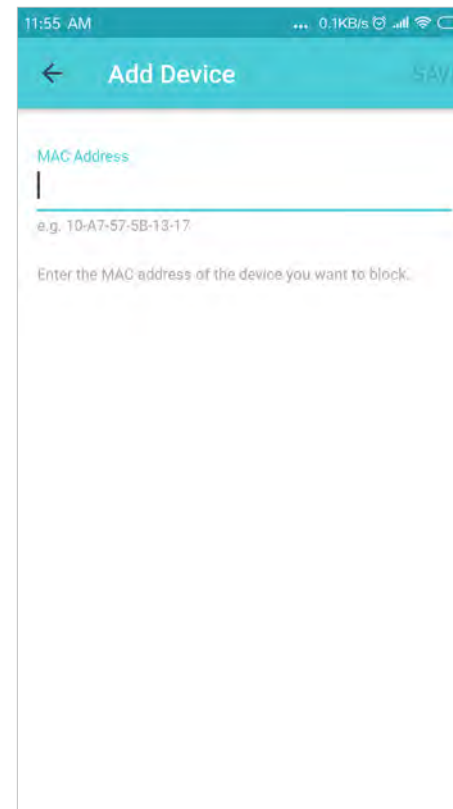 11:55 AM ... 0.1KB/s
Add Device SAV
MAC Address
e.g. 10-A7-57-5B-13-17
Enter the MAC address of the device you want to block.